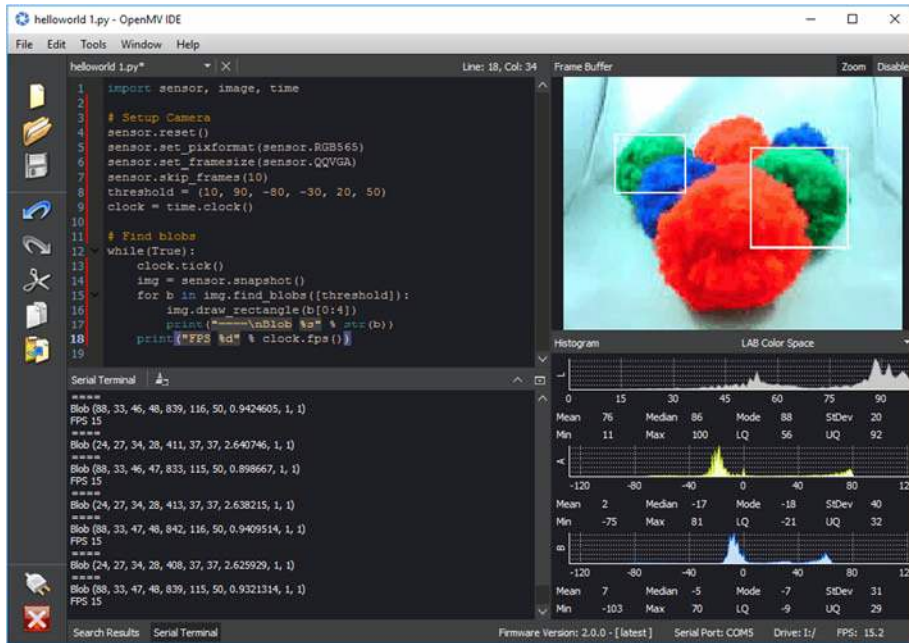 helloworld 1.py - OpenMV IDE
File Edit Tools Window Help
helloworld 1.py* Line: 18, Col: 34
1 import sensor, image, time
2
3 # Setup Camera
4 sensor.reset()
5 sensor.set_pixformat(sensor.RGB565)
6 sensor.set_framesize(sensor.QQVGA)
7 sensor.skip_frames(10)
8 threshold = (10, 90, -80, -30, 20, 50)
9 clock = time.clock()
10
11 # Find blobs
12 while(True):
13 clock.tick()
14 img = sensor.snapshot()
15 for b in img.find_blobs([threshold]):
16 img.draw_rectangle(b[0:4])
17 print("====\nBlob %s" % str(b))
18 print("FPS %d" % clock.fps())
19
Serial Terminal
====
Blob (88, 33, 46, 48, 839, 116, 50, 0.9424605, 1, 1)
FPS 15
====
Blob (24, 27, 34, 28, 411, 37, 37, 2.640746, 1, 1)
====
Blob (88, 33, 46, 47, 833, 115, 50, 0.898667, 1, 1)
FPS 15
====
Blob (24, 27, 34, 28, 413, 37, 37, 2.638215, 1, 1)
====
Blob (88, 33, 47, 48, 842, 116, 50, 0.9409514, 1, 1)
FPS 15
====
Blob (24, 27, 34, 28, 408, 37, 37, 2.625929, 1, 1)
====
Blob (88, 33, 47, 48, 839, 115, 50, 0.9321314, 1, 1)
FPS 15
Frame Buffer Zoom Disable
Histogram LAB Color Space
L
0 15 30 45 60 75 90
Mean 76 Median 86 Mode 88 StDev 20
Min 11 Max 100 LQ 56 UQ 92
A
-120 -80 -40 0 40 80
Mean 2 Median -17 Mode -18 StDev 40
Min -75 Max 81 LQ -21 UQ 32
B
-120 -80 -40 0 40 80
Mean 7 Median -5 Mode -7 StDev 31
Min -103 Max 70 LQ -9 UQ 29
Search Results Serial Terminal Firmware Version: 2.0.0 - [latest] Serial Port: COM5 Drive: I:/ FPS: 15.2